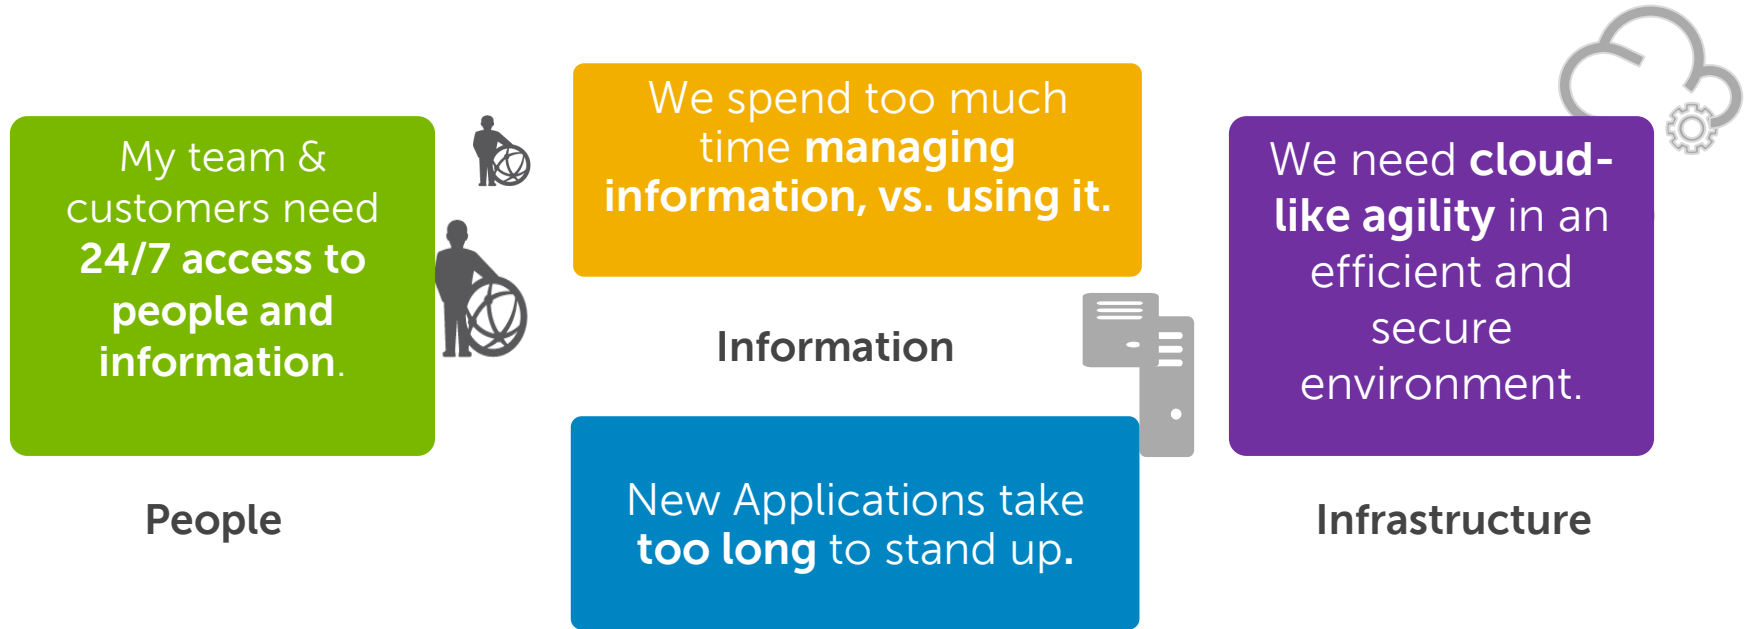 My team &
customers need
24/7 access to
people and
information.
People
We spend too much
time managing
information, vs. using it.
Information
New Applications take
too long to stand up.
We need cloud-
like agility in an
efficient and
secure
environment.
Infrastructure